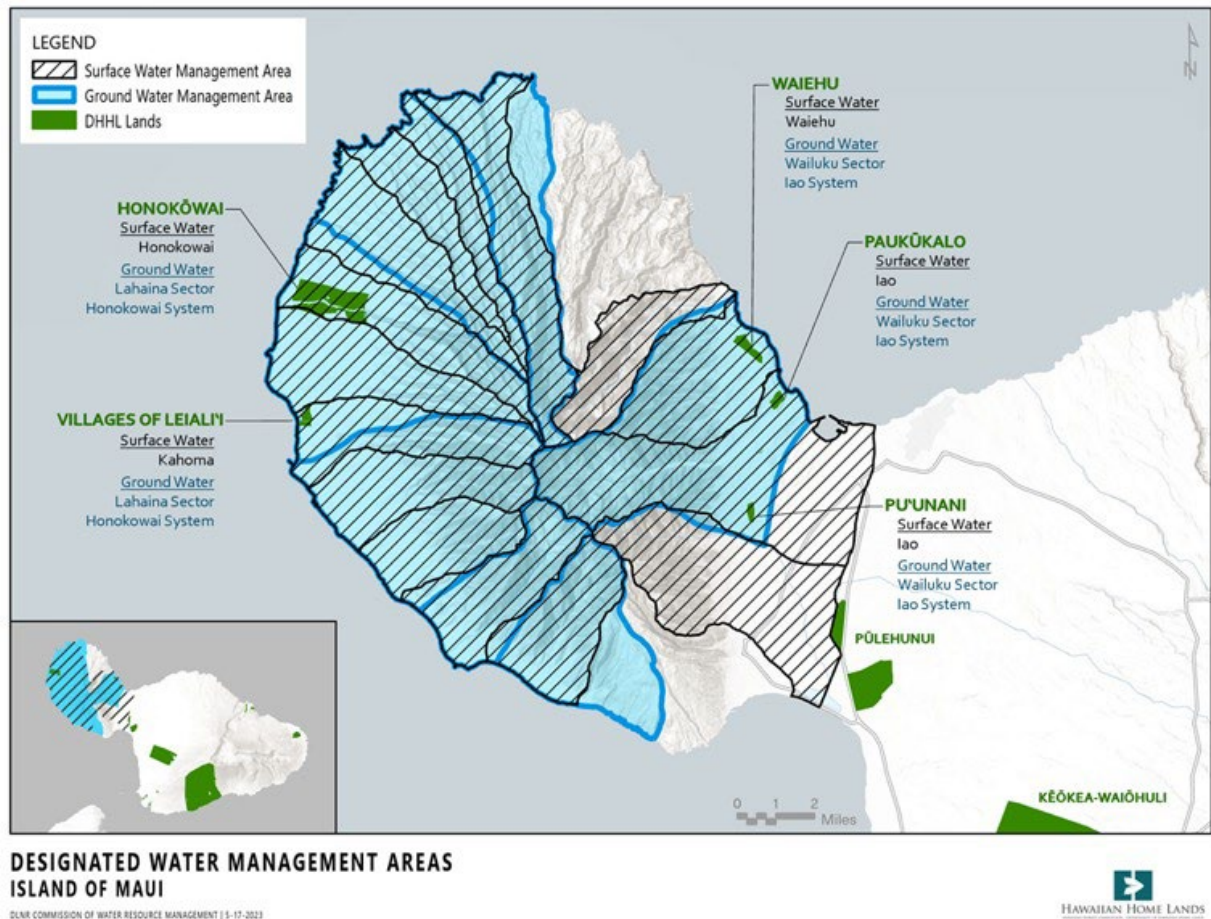 LEGEND
Surface Water Management Area
Ground Water Management Area
DHHL Lands
WAIEHU
Surface Water
Waiehu
Ground Water
Wailuku Sector
Iao System
HONOKŌWAI
Surface Water
Honokowai
Ground Water
Lahaina Sector
Honokowai System
PAUKŪKALO
Surface Water
Iao
Ground Water
Wailuku Sector
Iao System
VILLAGES OF LEIALI'I
Surface Water
Kahoma
Ground Water
Lahaina Sector
Honokowai System
PU'UNANI
Surface Water
Iao
Ground Water
Wailuku Sector
Iao System
PŪLEHUNUI
KĒŌKEA-WAIŌHULI
0 1 2
Miles
N
DESIGNATED WATER MANAGEMENT AREAS
ISLAND OF MAUI
DLNR COMMISSION OF WATER RESOURCE MANAGEMENT | 5-17-2023
HAWAIIAN HOME LANDS